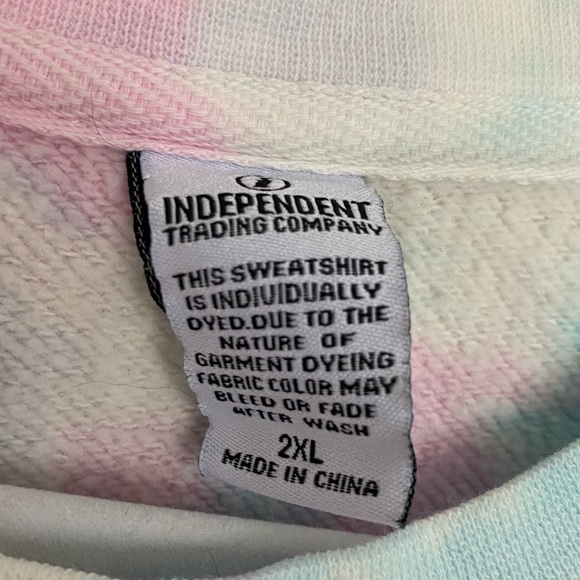 INDEPENDENT
TRADING COMPANY
THIS SWEATSHIRT
IS INDIVIDUALLY
DYED.DUE TO THE
NATURE OF
GARMENT DYEING
FABRIC COLOR MAY
BLEED OR FADE
AFTER WASH
2XL
MADE IN CHINA